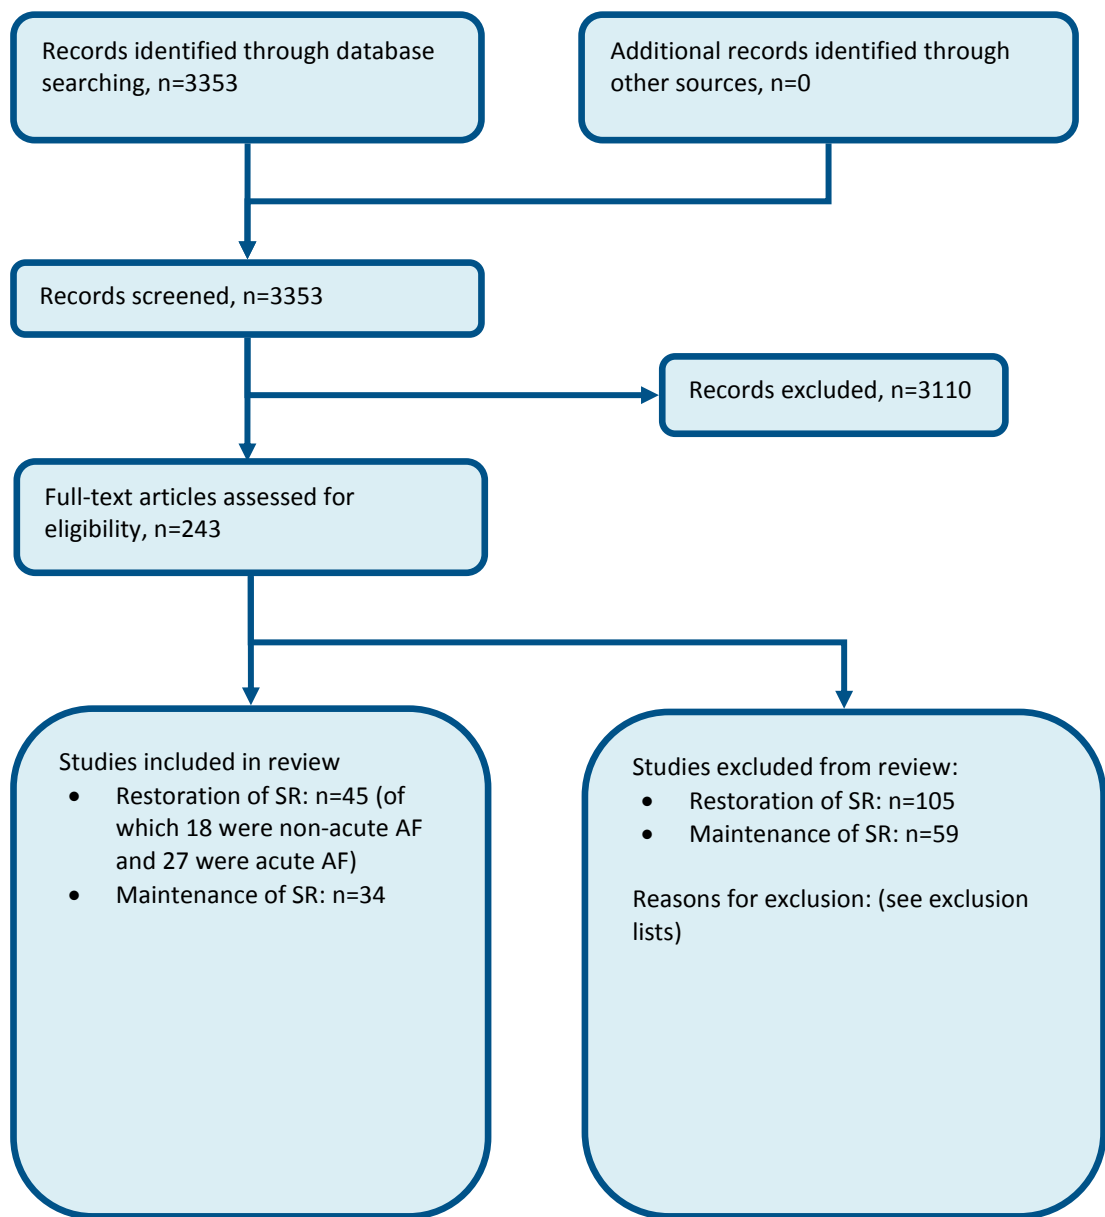 Records identified through database
searching, n=3353
Additional records identified through
other sources, n=0
Records screened, n=3353
Records excluded, n=3110
Full-text articles assessed for
eligibility, n=243
Studies included in review
• Restoration of SR: n=45 (of
which 18 were non-acute AF
and 27 were acute AF)
• Maintenance of SR: n=34
Studies excluded from review:
• Restoration of SR: n=105
• Maintenance of SR: n=59
Reasons for exclusion: (see exclusion
lists)